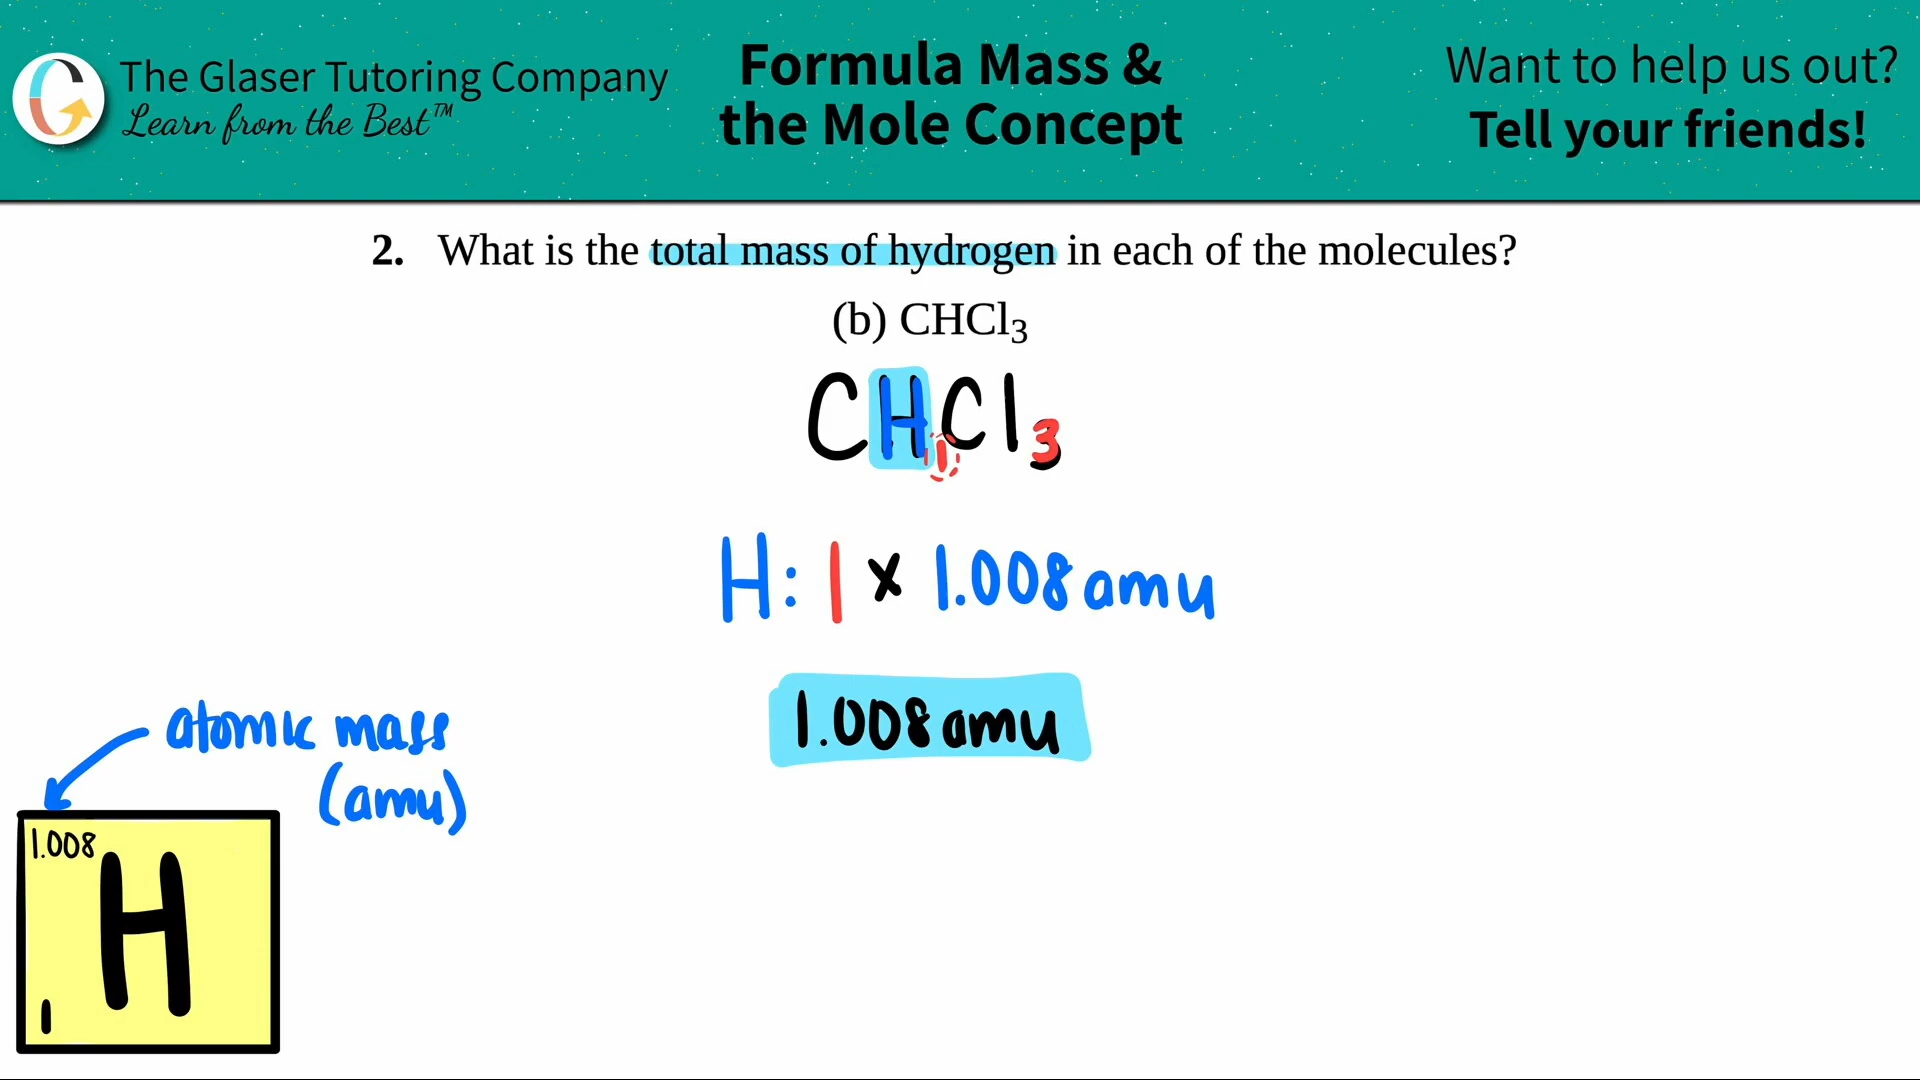 The Glaser Tutoring Company
Learn from the Best™
Formula Mass &
the Mole Concept
Want to help us out?
Tell your friends!
2. What is the total mass of hydrogen in each of the molecules?
(b) CHCl₃
CH₁Cl₃
H: 1 × 1.008 amu
1.008 amu
atomic mass
(amu)
1.008
H
1